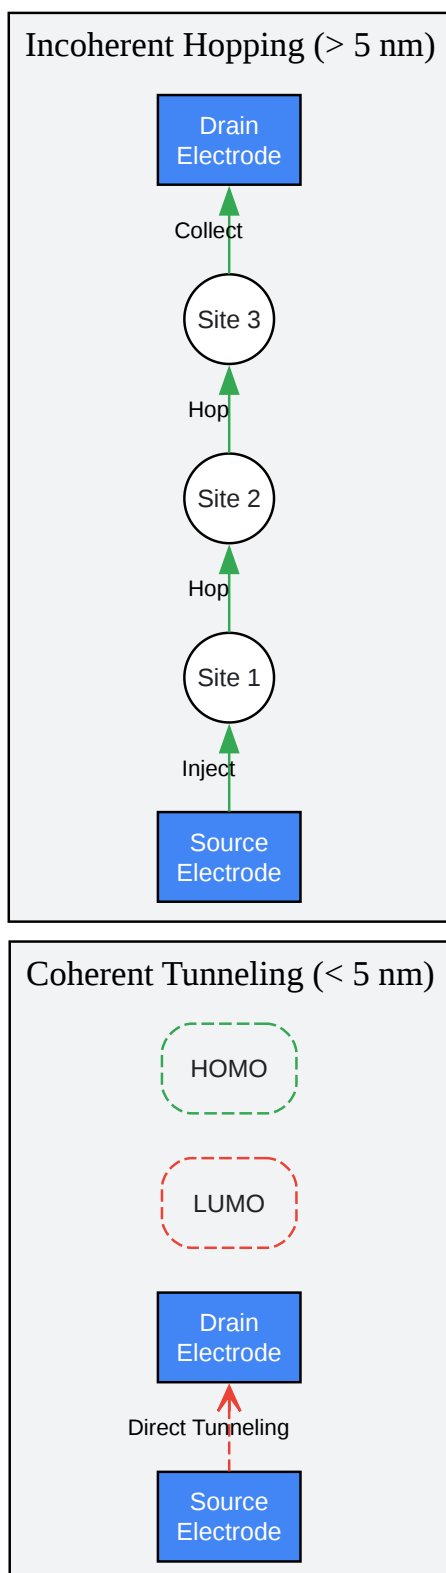 Incoherent Hopping (> 5 nm)
Drain
Electrode
Collect
Site 3
Hop
Site 2
Hop
Site 1
Inject
Source
Electrode
Coherent Tunneling (< 5 nm)
HOMO
LUMO
Drain
Electrode
Direct Tunneling
Source
Electrode